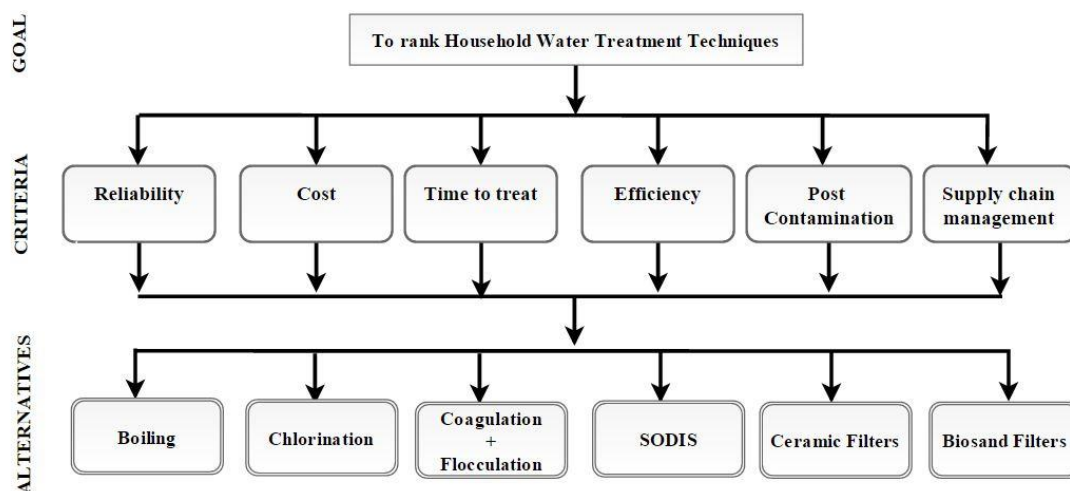 GOAL
To rank Household Water Treatment Techniques
CRITERIA
Reliability
Cost
Time to treat
Efficiency
Post
Contamination
Supply chain
management
ALTERNATIVES
Boiling
Chlorination
Coagulation
+
Flocculation
SODIS
Ceramic Filters
Biosand Filters